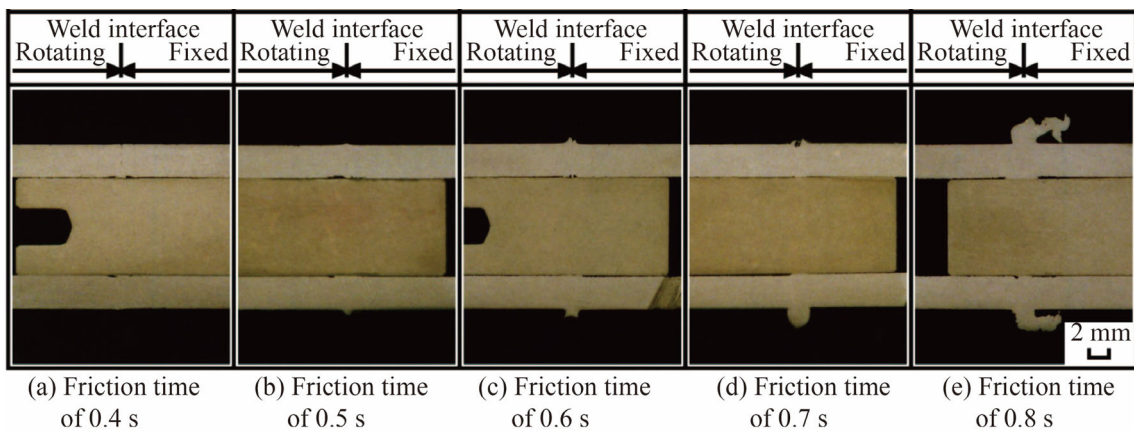 Weld interface
Rotating Fixed
Weld interface
Rotating Fixed
Weld interface
Rotating Fixed
Weld interface
Rotating Fixed
Weld interface
Rotating Fixed
2 mm
(a) Friction time
of 0.4 s
(b) Friction time
of 0.5 s
(c) Friction time
of 0.6 s
(d) Friction time
of 0.7 s
(e) Friction time
of 0.8 s